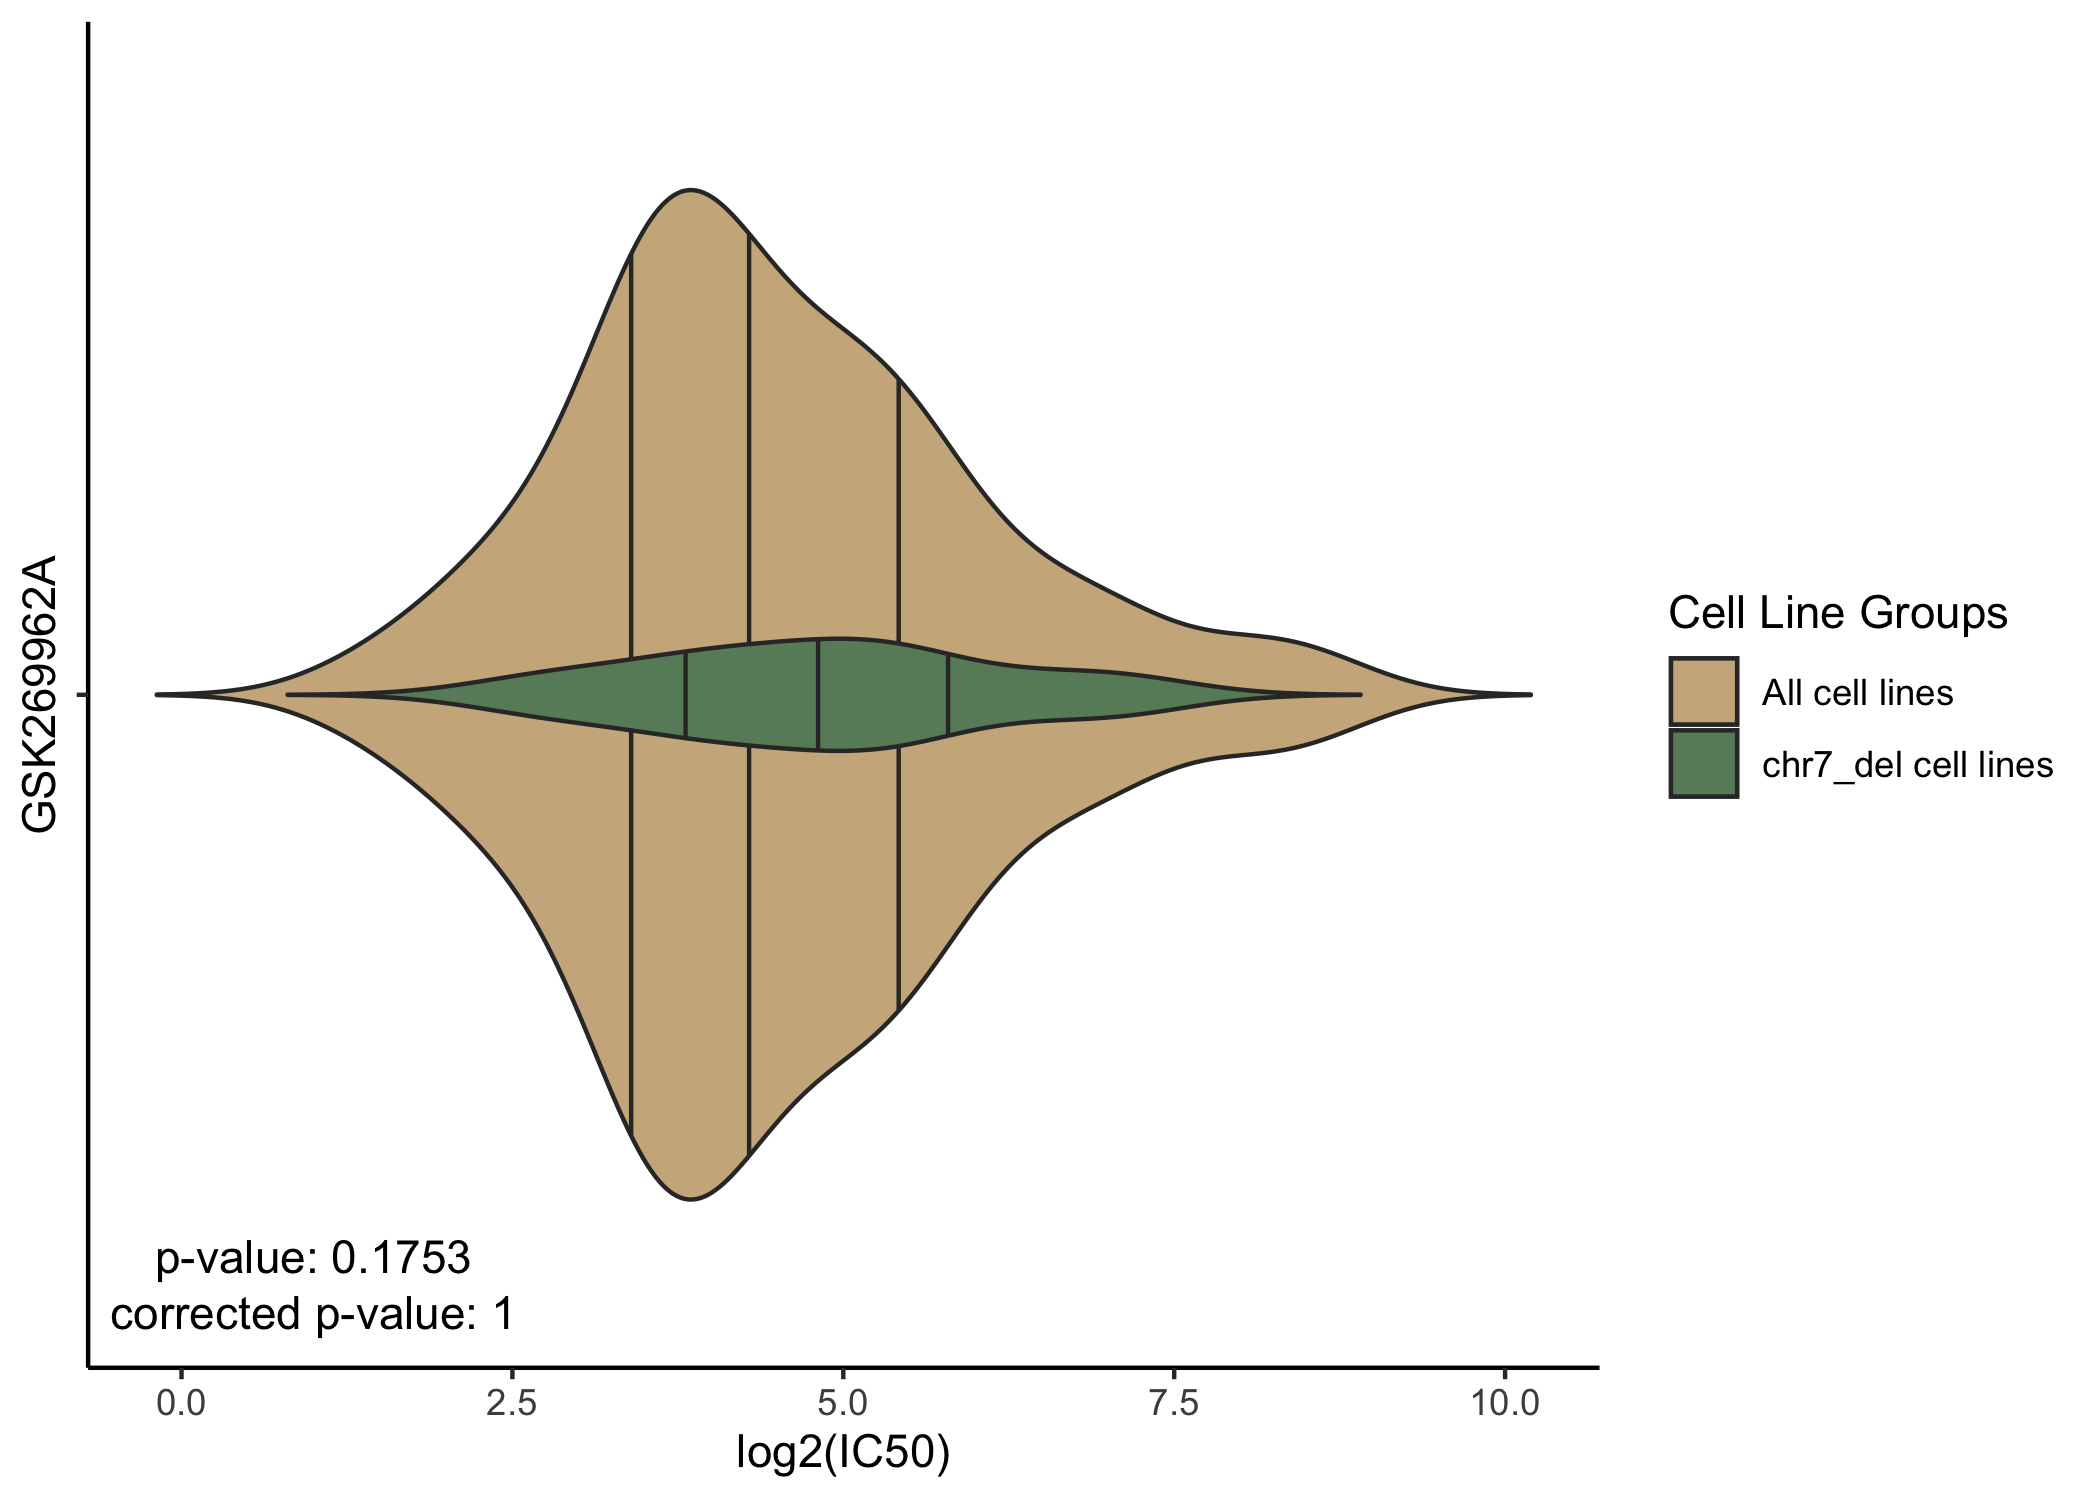 GSK269962A
p-value: 0.1753
corrected p-value: 1
0.0 2.5 5.0 7.5 10.0
log2(IC50)
Cell Line Groups
All cell lines
chr7_del cell lines